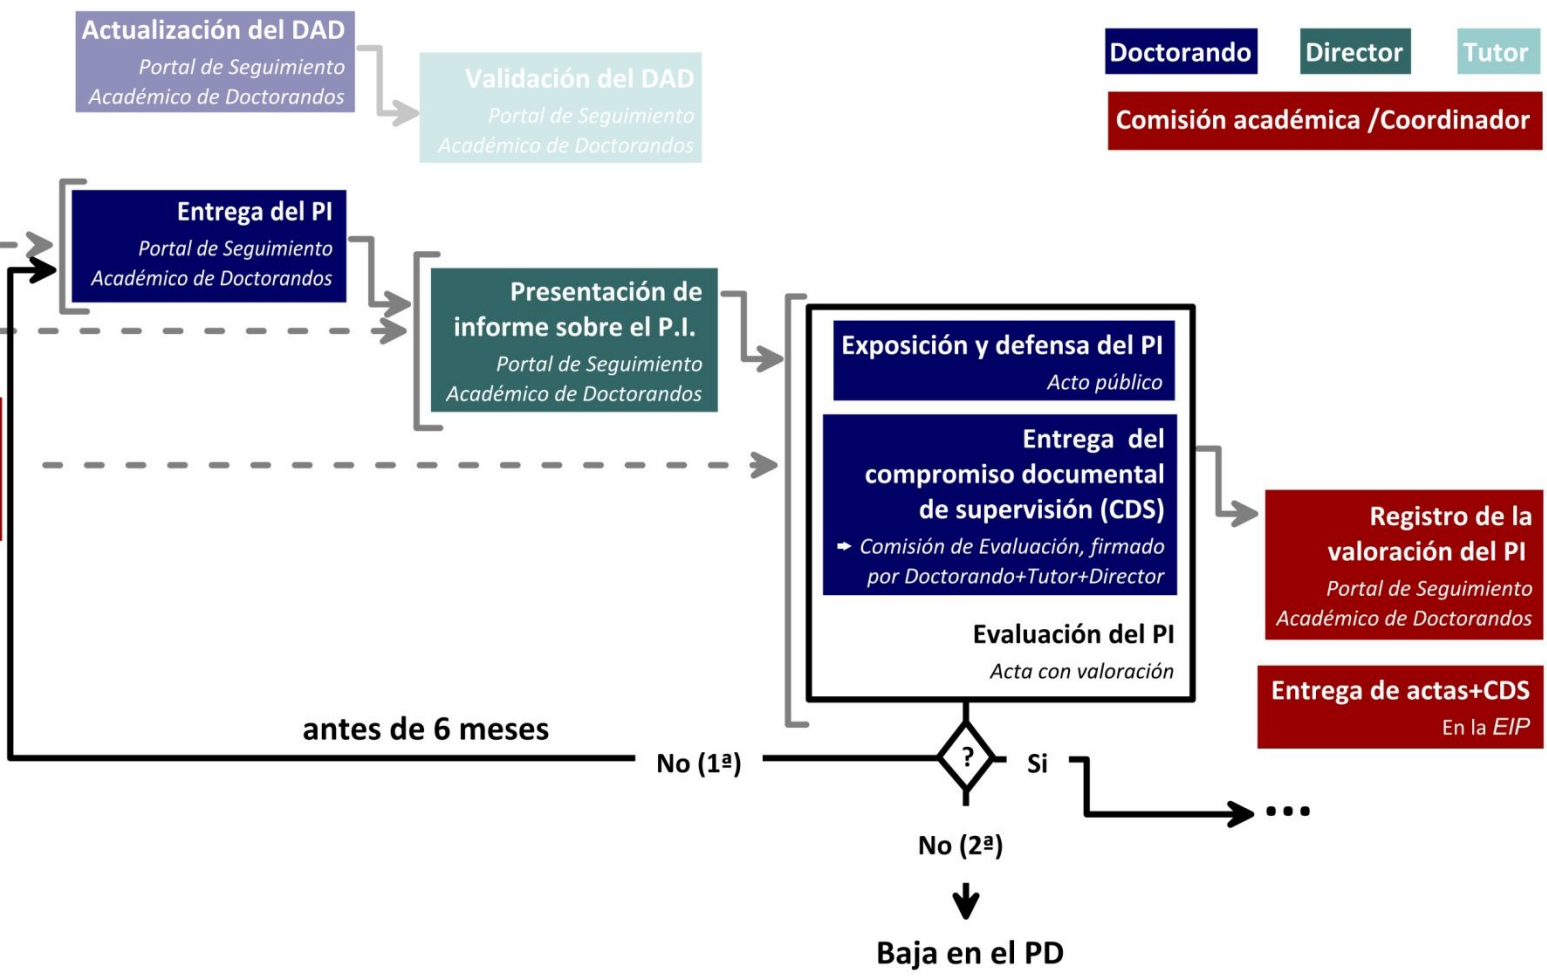 Actualización del DAD
Portal de Seguimiento
Académico de Doctorandos
Validación del DAD
Portal de Seguimiento
Académico de Doctorandos
Doctorando
Director
Tutor
Comisión académica /Coordinador
Entrega del PI
Portal de Seguimiento
Académico de Doctorandos
Presentación de
informe sobre el P.I.
Portal de Seguimiento
Académico de Doctorandos
Exposición y defensa del PI
Acto público
Entrega del
compromiso documental
de supervisión (CDS)
Comisión de Evaluación, firmado
por Doctorando+Tutor+Director
Evaluación del PI
Acta con valoración
Registro de la
valoración del PI
Portal de Seguimiento
Académico de Doctorandos
Entrega de actas+CDS
En la EIP
antes de 6 meses
No (1ª)
?
Si
...
No (2ª)
Baja en el PD